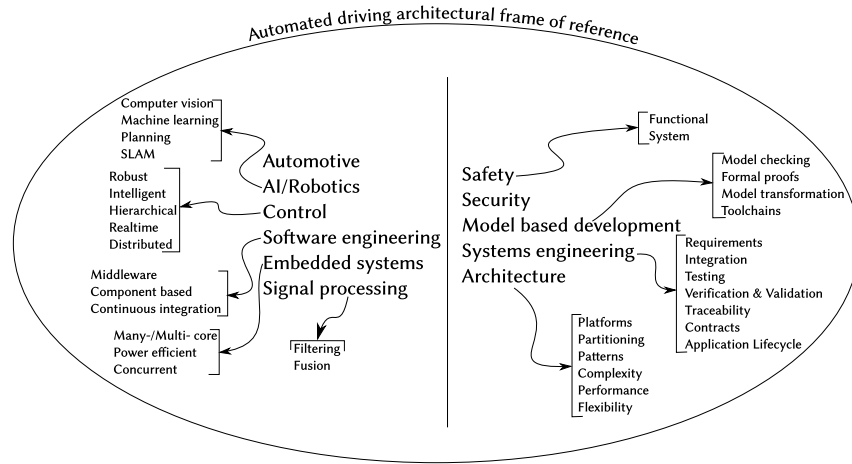 Automated driving architectural frame of reference
Computer vision
Machine learning
Planning
SLAM
Robust
Intelligent
Hierarchical
Realtime
Distributed
Middleware
Component based
Continuous integration
Many-/Multi- core
Power efficient
Concurrent
Automotive
AI/Robotics
Control
Software engineering
Embedded systems
Signal processing
Filtering
Fusion
Safety
Security
Model based development
Systems engineering
Architecture
Functional
System
Model checking
Formal proofs
Model transformation
Toolchains
Requirements
Integration
Testing
Verification & Validation
Traceability
Contracts
Application Lifecycle
Platforms
Partitioning
Patterns
Complexity
Performance
Flexibility